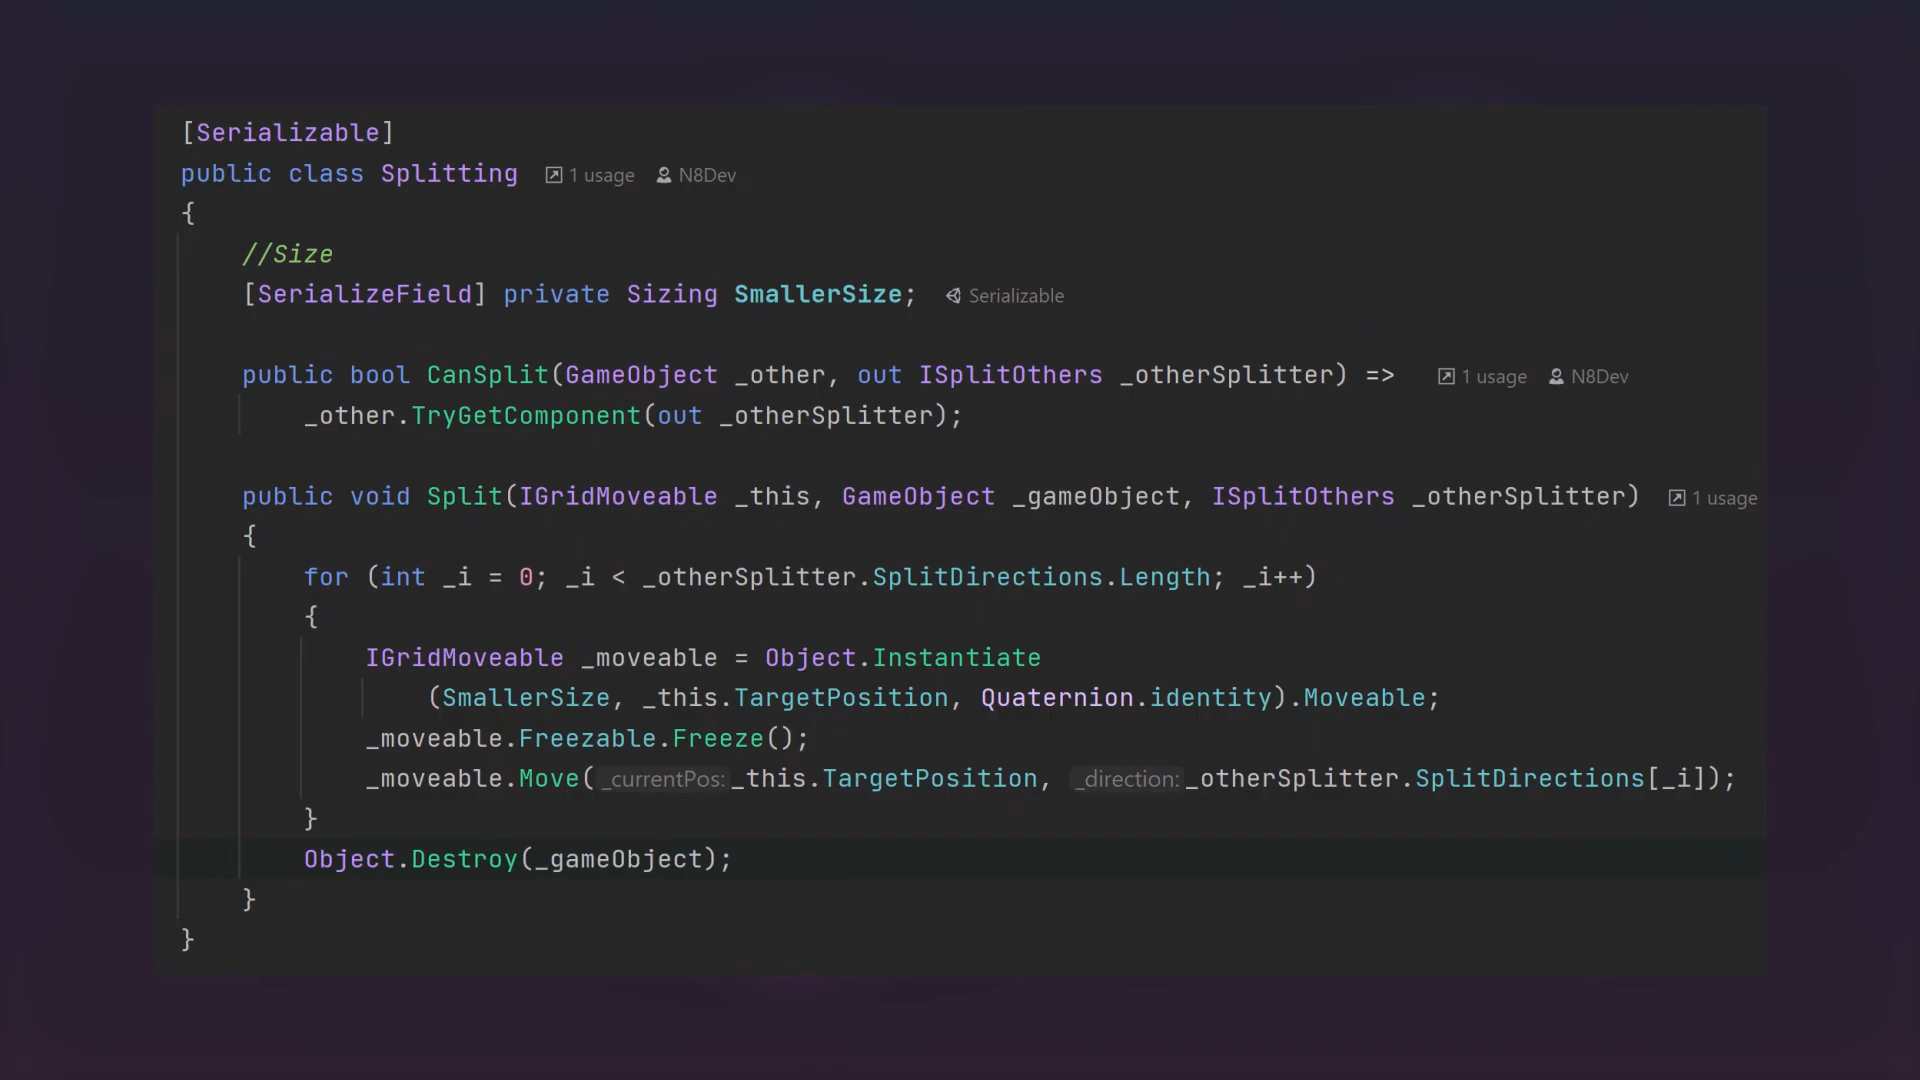 [Serializable]
public class Splitting 1 usage N8Dev
{
//Size
[SerializeField] private Sizing SmallerSize; Serializable
public bool CanSplit(GameObject _other, out ISplitOthers _otherSplitter) => 1 usage N8Dev
_other.TryGetComponent(out _otherSplitter);
public void Split(IGridMoveable _this, GameObject _gameObject, ISplitOthers _otherSplitter) 1 usage
{
for (int _i = 0; _i < _otherSplitter.SplitDirections.Length; _i++)
{
IGridMoveable _moveable = Object.Instantiate
(SmallerSize, _this.TargetPosition, Quaternion.identity).Moveable;
_moveable.Freezable.Freeze();
_moveable.Move(_currentPos: _this.TargetPosition, _direction: _otherSplitter.SplitDirections[_i]);
}
Object.Destroy(_gameObject);
}
}